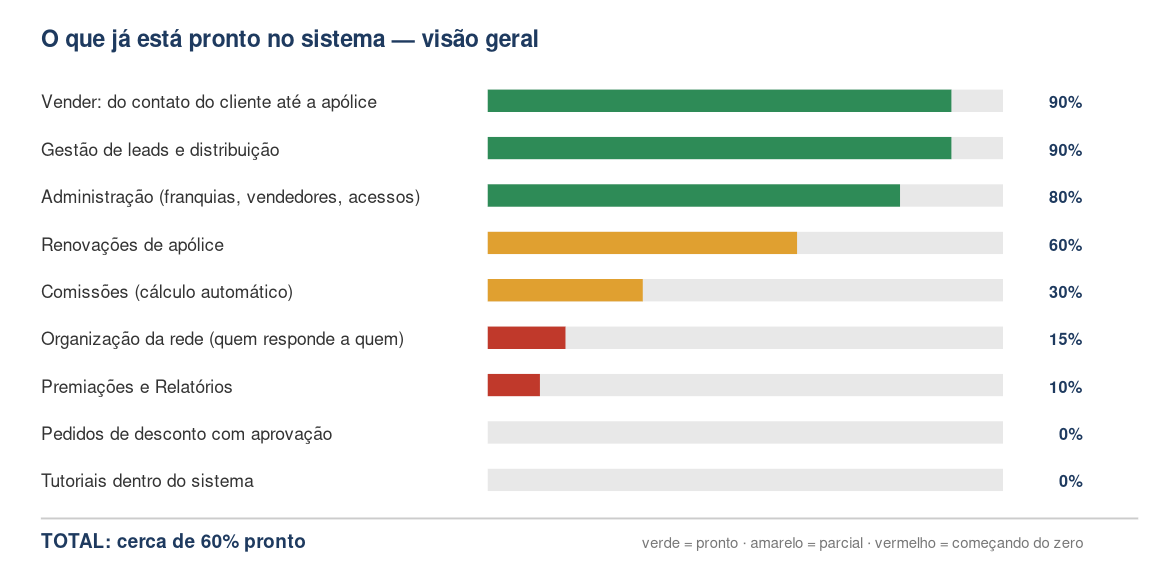 O que já está pronto no sistema — visão geral
Vender: do contato do cliente até a apólice 90%
Gestão de leads e distribuição 90%
Administração (franquias, vendedores, acessos) 80%
Renovações de apólice 60%
Comissões (cálculo automático) 30%
Organização da rede (quem responde a quem) 15%
Premiações e Relatórios 10%
Pedidos de desconto com aprovação 0%
Tutoriais dentro do sistema 0%
TOTAL: cerca de 60% pronto
verde = pronto · amarelo = parcial · vermelho = começando do zero